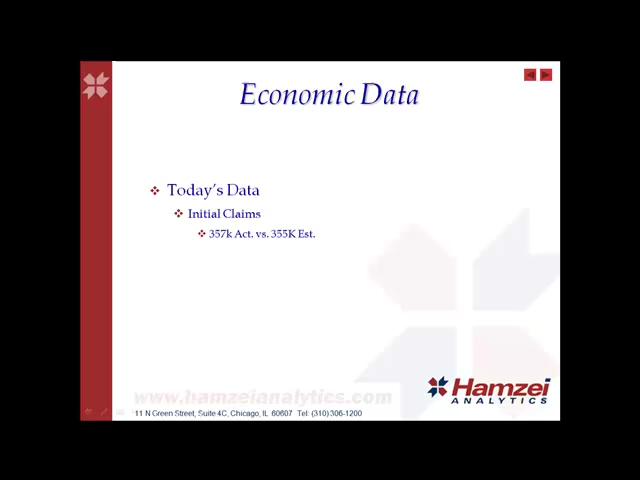 Economic Data
Today's Data
Initial Claims
357k Act. vs. 355K Est.
www.hamzeianalytics.com
Hamzei
ANALYTICS
11 N Green Street, Suite 4C, Chicago, IL 60607 Tel: (310) 306-1200